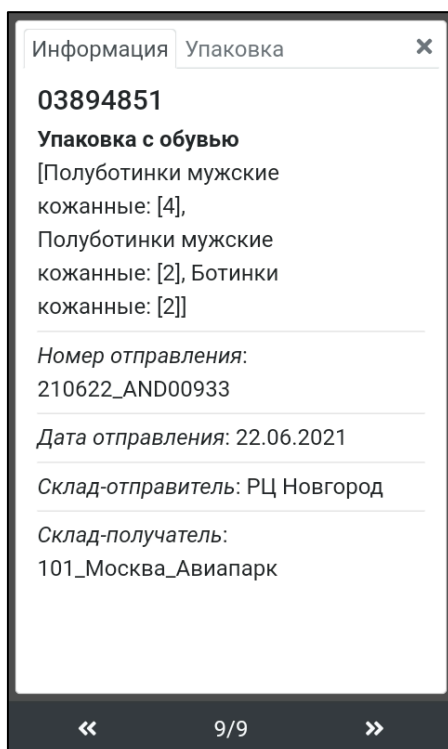 Информация Упаковка ×
03894851
Упаковка с обувью
[Полуботинки мужские
кожанные: [4],
Полуботинки мужские
кожанные: [2], Ботинки
кожанные: [2]]
Номер отправления:
210622_AND00933
Дата отправления: 22.06.2021
Склад-отправитель: РЦ Новгород
Склад-получатель:
101_Москва_Авиапарк
« 9/9 »